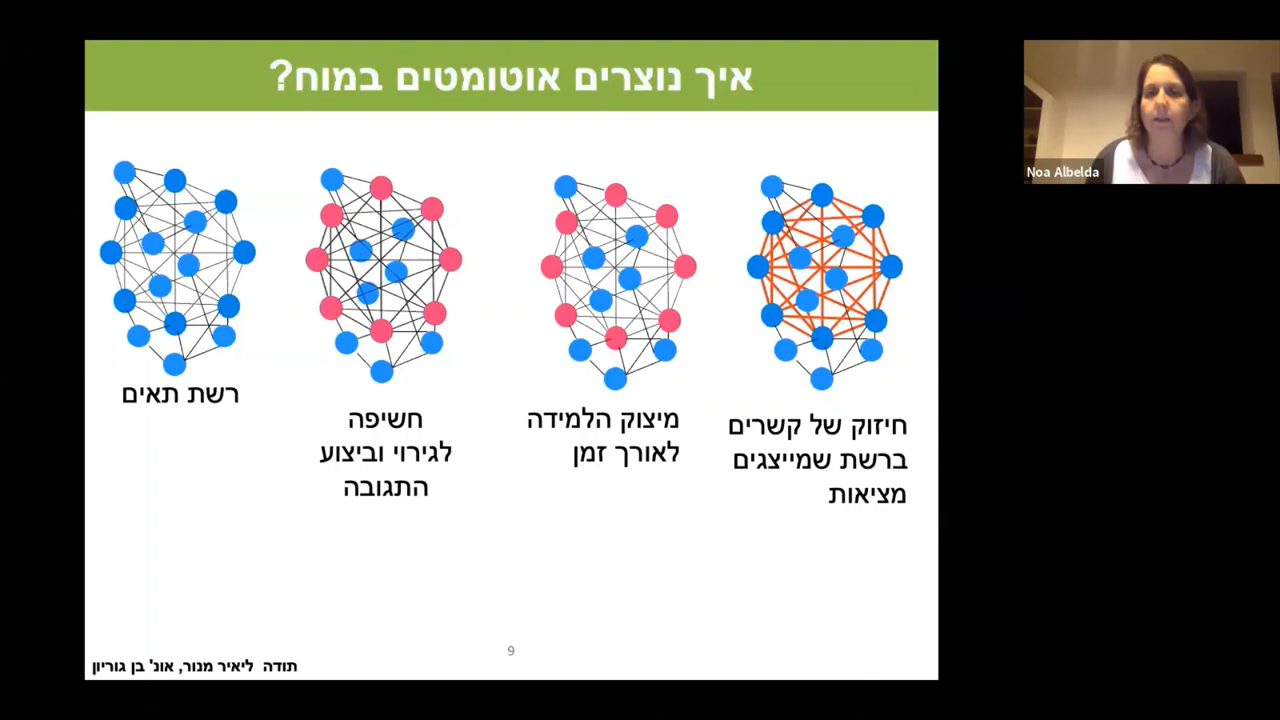 איך נוצרים אוטומטים במוח?
Noa Albelda
רשת תאים
חשיפה
לגירוי וביצוע
התגובה
מיצוק הלמידה
לאורך זמן
חיזוק של קשרים
ברשת שמייצגים
מציאות
9
תודה ליאיר מנור, אונ' בן גוריון